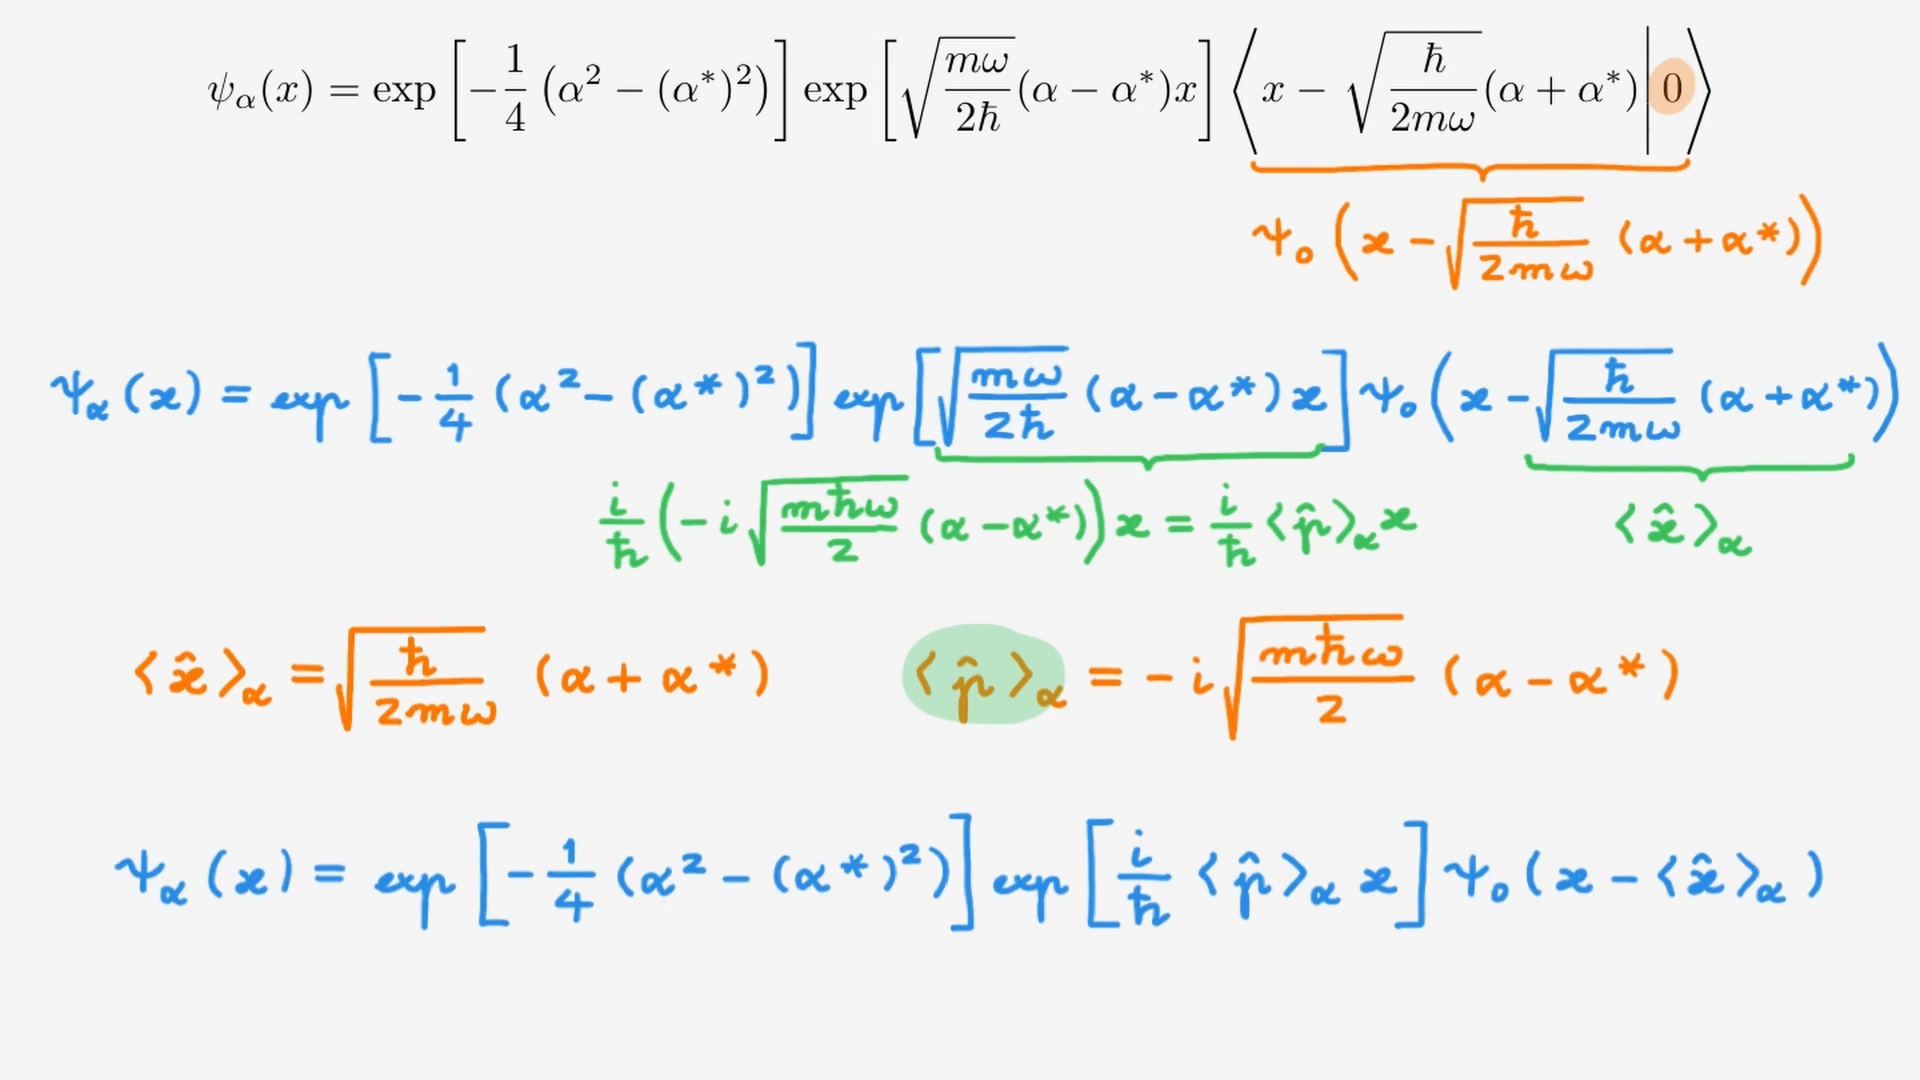 ψ_α(x) = exp [−1/4 (α² − (α*)²)] exp [√(mω/2ħ) (α − α*)x] ⟨x − √(ħ/2mω) (α + α*)|0⟩
ψ₀ (x − √(ħ/2mω) (α + α*))
ψ_α(x) = exp [−1/4 (α² − (α*)²)] exp [√(mω/2ħ) (α − α*)x] ψ₀ (x − √(ħ/2mω) (α + α*))
i/ħ (−i √(mħω/2) (α − α*)) x = i/ħ ⟨p̂⟩_α x ⟨x̂⟩_α
⟨x̂⟩_α = √(ħ/2mω) (α + α*) ⟨p̂⟩_α = −i √(mħω/2) (α − α*)
ψ_α(x) = exp [−1/4 (α² − (α*)²)] exp [i/ħ ⟨p̂⟩_α x] ψ₀ (x − ⟨x̂⟩_α)